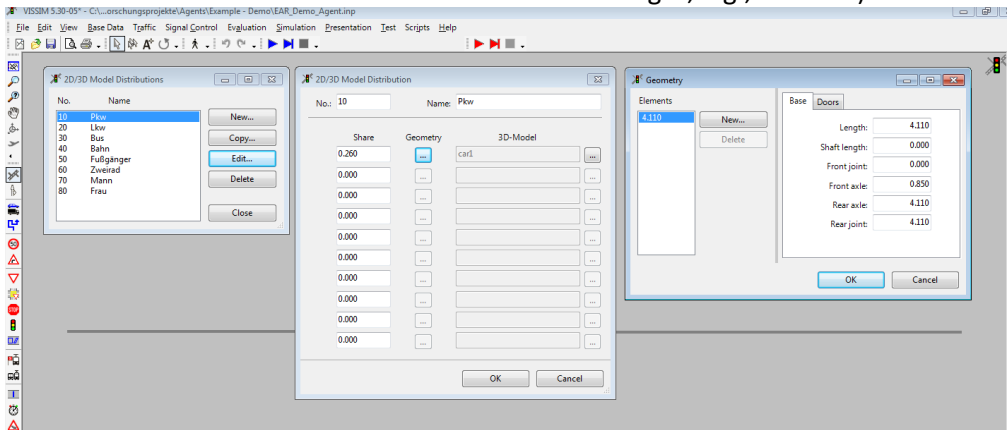 VISSIM 5.30-05* - C:\...orschungsprojekte\Agents\Example - Demo\EAR_Demo_Agent.inp
File Edit View Base Data Traffic Signal Control Evaluation Simulation Presentation Test Scripts Help
2D/3D Model Distributions
No. Name
10 Pkw
20 Lkw
30 Bus
40 Bahn
50 Fußgänger
60 Zweirad
70 Mann
80 Frau
New...
Copy...
Edit...
Delete
Close
2D/3D Model Distribution
No.: 10 Name: Pkw
Share Geometry 3D-Model
0.260 ... car1 ...
0.000 ... ...
0.000 ... ...
0.000 ... ...
0.000 ... ...
0.000 ... ...
0.000 ... ...
0.000 ... ...
0.000 ... ...
0.000 ... ...
OK Cancel
Geometry
Elements
4.110
New...
Delete
Base Doors
Length: 4.110
Shaft length: 0.000
Front joint: 0.000
Front axle: 0.850
Rear axle: 4.110
Rear joint: 4.110
OK Cancel
50
STOP